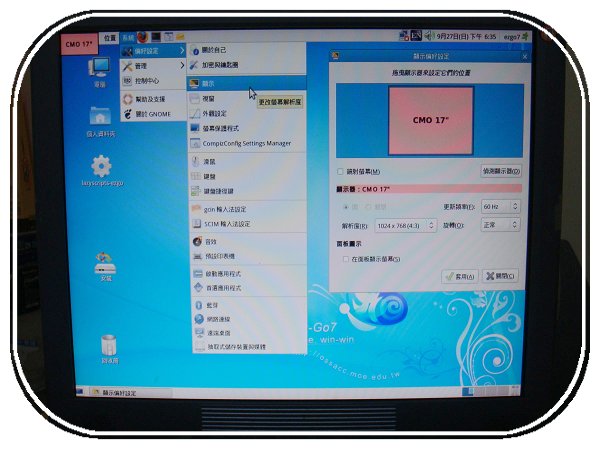 CMO 17"
位置 系統
9月27日(日) 下午 6:35 ergo7
偏好設定
管理
控制中心
幫助及支援
關於 GNOME
關於自己
加密與鑰匙圈
顯示
視窗
更改螢幕解析度
外觀設定
螢幕保護程式
CompizConfig Settings Manager
滑鼠
鍵盤
鍵盤捷徑鍵
gcin 輸入法設定
SCIM 輸入法設定
音效
預設印表機
啟動應用程式
首選應用程式
藍芽
網路連線
遠端桌面
抽取式儲存裝置與媒體
電腦
個人資料夾
lazyscripts-ergo
安裝
回收筒
顯示偏好設定
拖曳顯示器來設定它們的位置
CMO 17"
鏡射螢幕(M)
偵測顯示器(D)
顯示器：CMO 17"
開 關閉
更新頻率(F): 60 Hz
解析度(R): 1024 x 768 (4:3)
旋轉(O): 正常
面板圖示
在面板顯示螢幕(S)
套用(A)
關閉(C)
-Go7
e, win-win
://ossacc.moe.edu.tw
顯示偏好設定